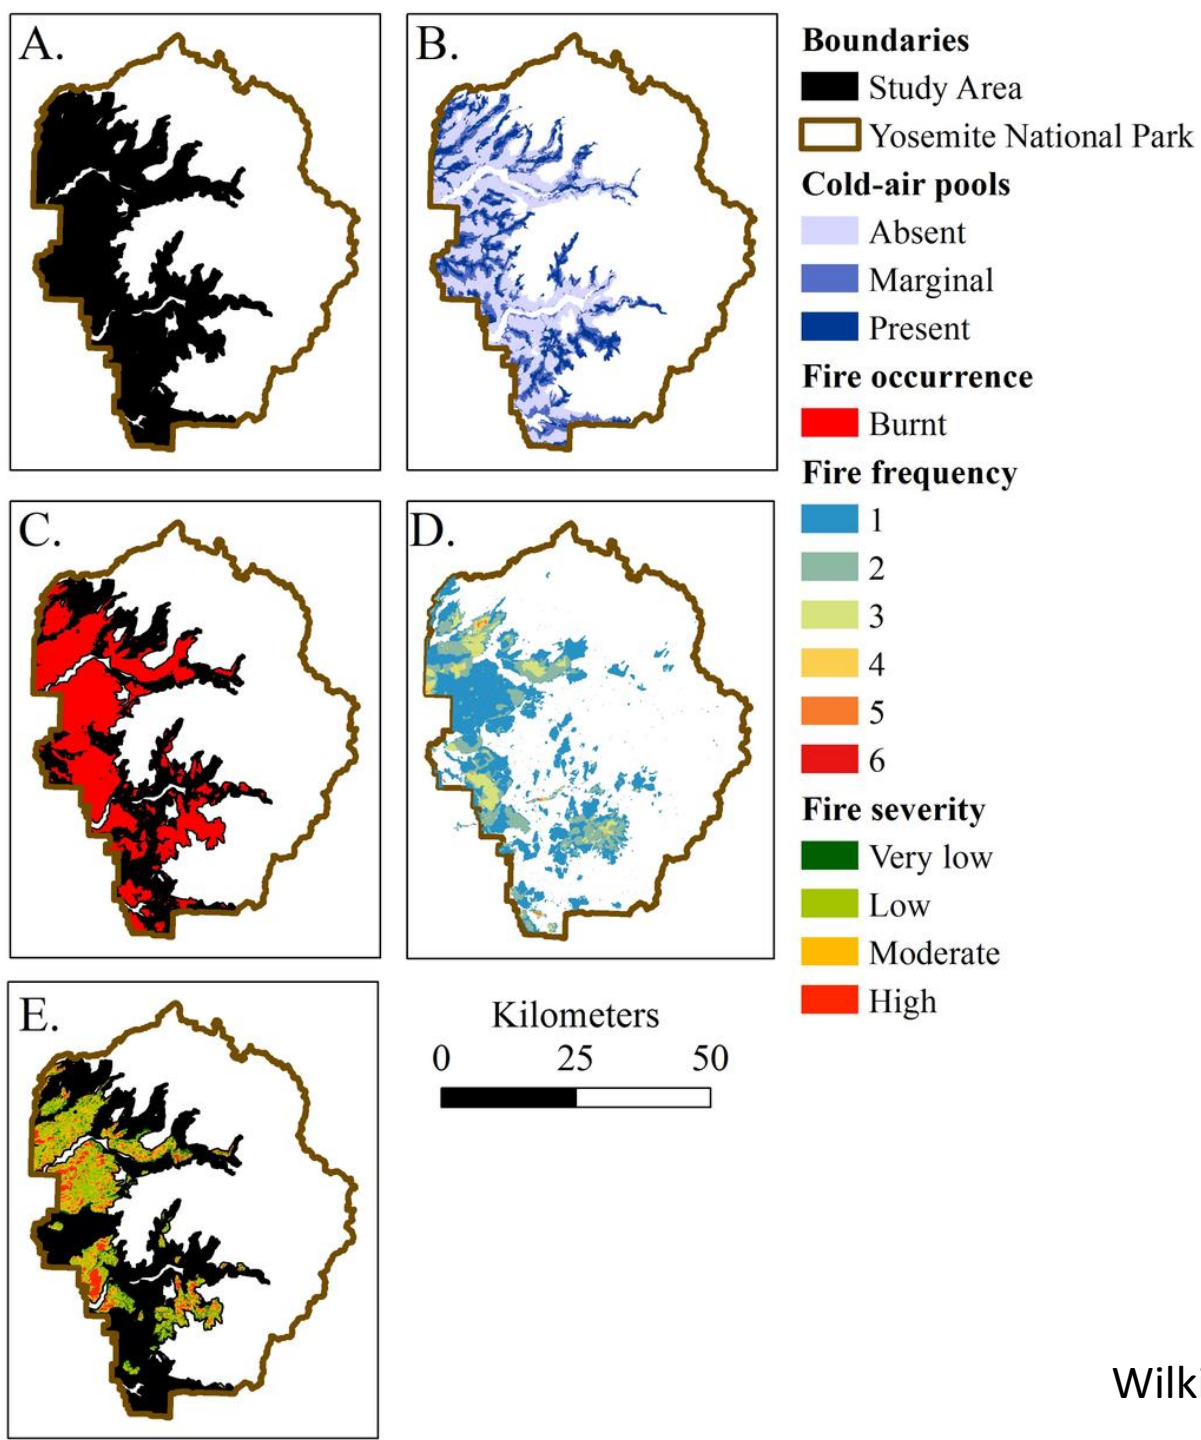 A.
B.
Boundaries
Study Area
Yosemite National Park
Cold-air pools
Absent
Marginal
Present
Fire occurrence
Burnt
Fire frequency
C.
D.
1
2
3
4
5
6
Fire severity
Very low
Low
Moderate
High
E.
Kilometers
0 25 50